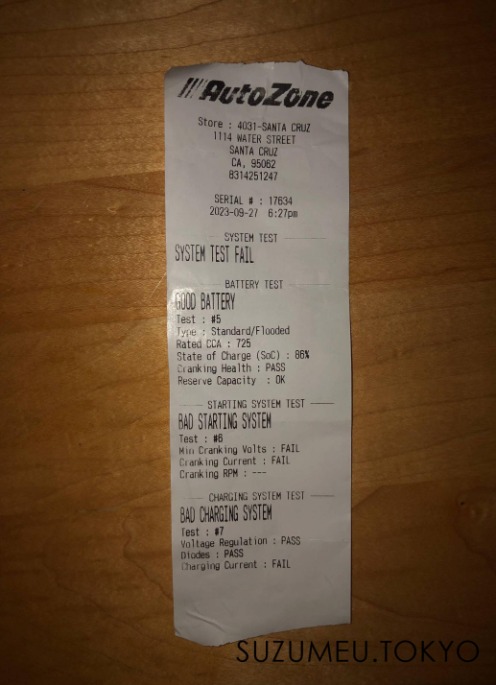 AutoZone
Store : 4031-SANTA CRUZ
1114 WATER STREET
SANTA CRUZ
CA, 95062
8314251247
SERIAL # : 17634
2023-09-27 6:27pm
SYSTEM TEST
SYSTEM TEST FAIL
BATTERY TEST
GOOD BATTERY
Test : #5
Type : Standard/Flooded
Rated CCA : 725
State of Charge (SoC) : 86%
Cranking Health : PASS
Reserve Capacity : OK
STARTING SYSTEM TEST
BAD STARTING SYSTEM
Test : #6
Min Cranking Volts : FAIL
Cranking Current : FAIL
Cranking RPM : ---
CHARGING SYSTEM TEST
BAD CHARGING SYSTEM
Test : #7
Voltage Regulation : PASS
Diodes : PASS
Charging Current : FAIL
SUZUMEU.TOKYO